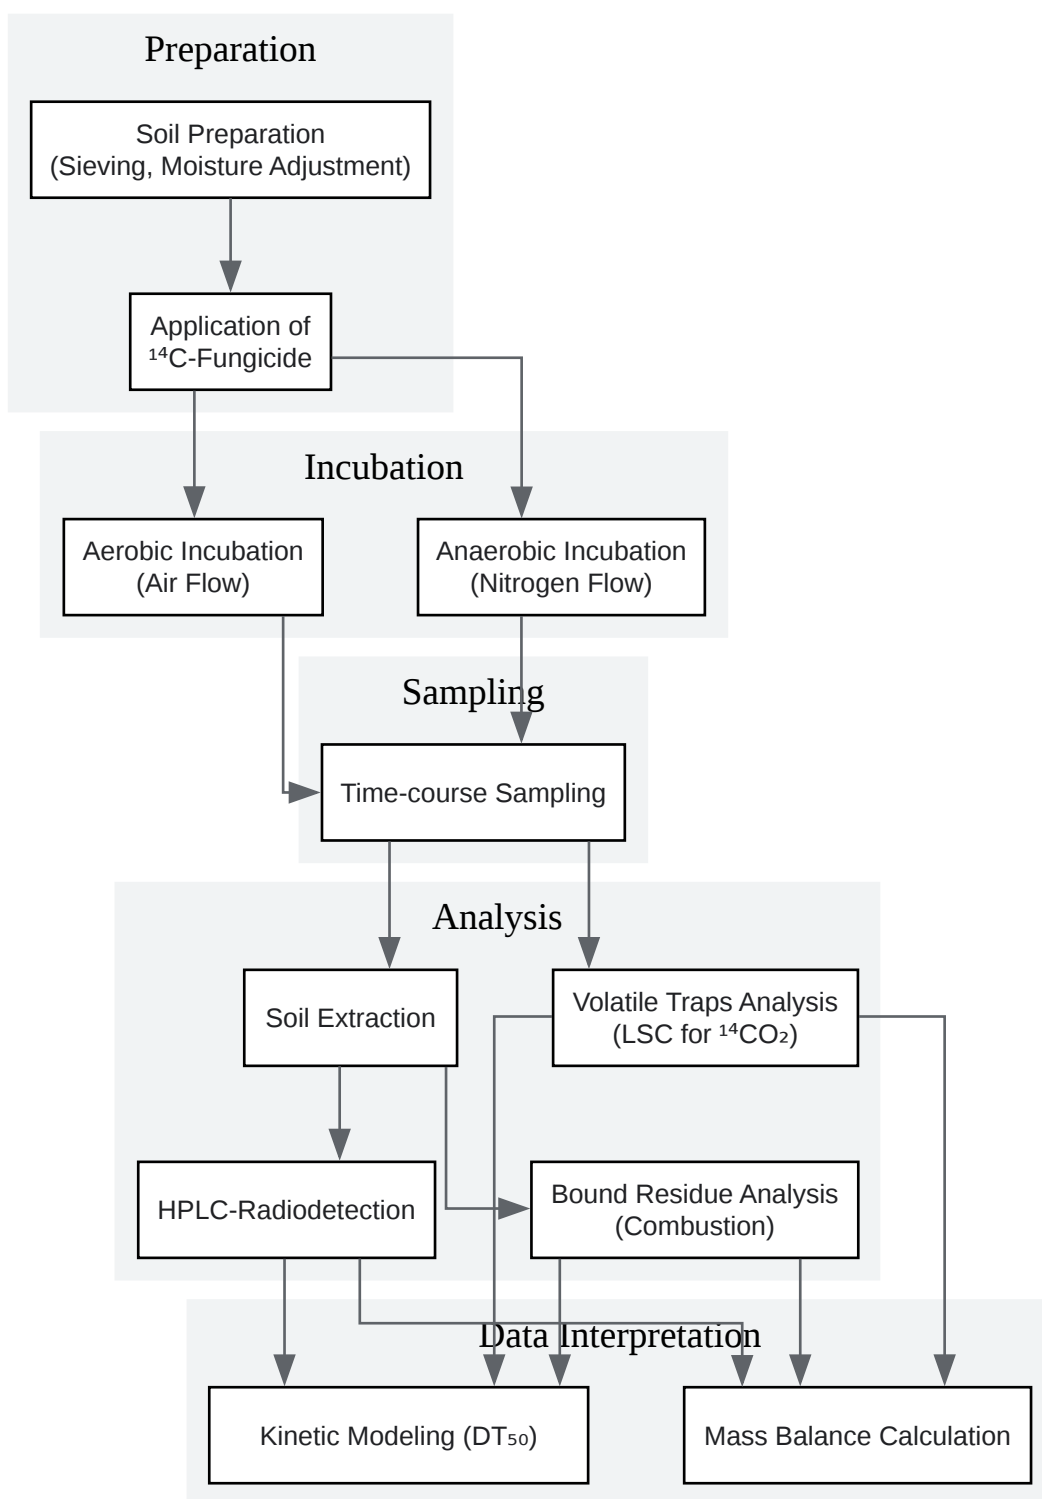 Preparation
Soil Preparation
(Sieving, Moisture Adjustment)
Application of
¹⁴C-Fungicide
Incubation
Aerobic Incubation
(Air Flow)
Anaerobic Incubation
(Nitrogen Flow)
Sampling
Time-course Sampling
Analysis
Soil Extraction
Volatile Traps Analysis
(LSC for ¹⁴CO₂)
HPLC-Radiodetection
Bound Residue Analysis
(Combustion)
Data Interpretation
Kinetic Modeling (DT₅₀)
Mass Balance Calculation